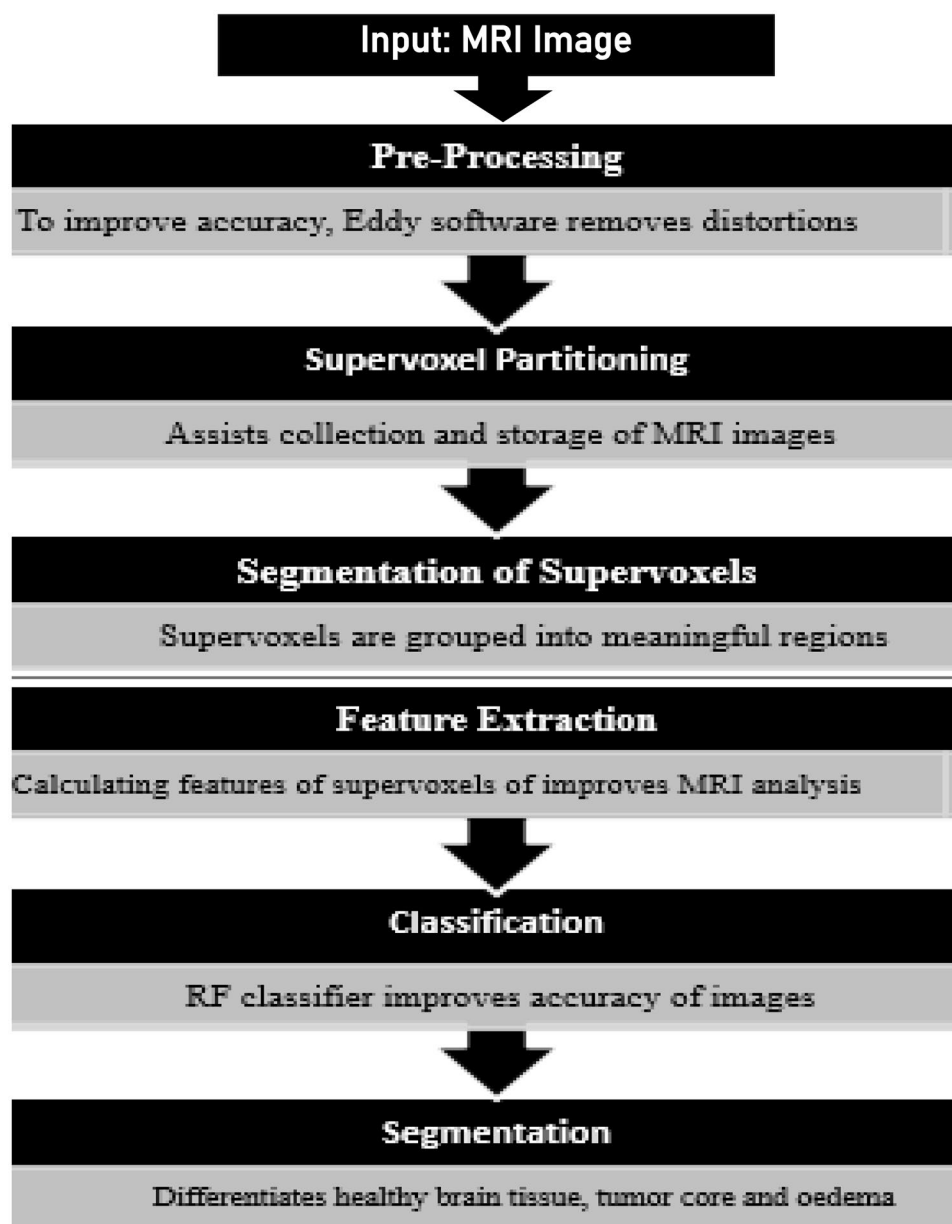 Input: MRI Image
Pre-Processing
To improve accuracy, Eddy software removes distortions
Supervoxel Partitioning
Assists collection and storage of MRI images
Segmentation of Supervoxels
Supervoxels are grouped into meaningful regions
Feature Extraction
Calculating features of supervoxels of improves MRI analysis
Classification
RF classifier improves accuracy of images
Segmentation
Differentiates healthy brain tissue, tumor core and oedema